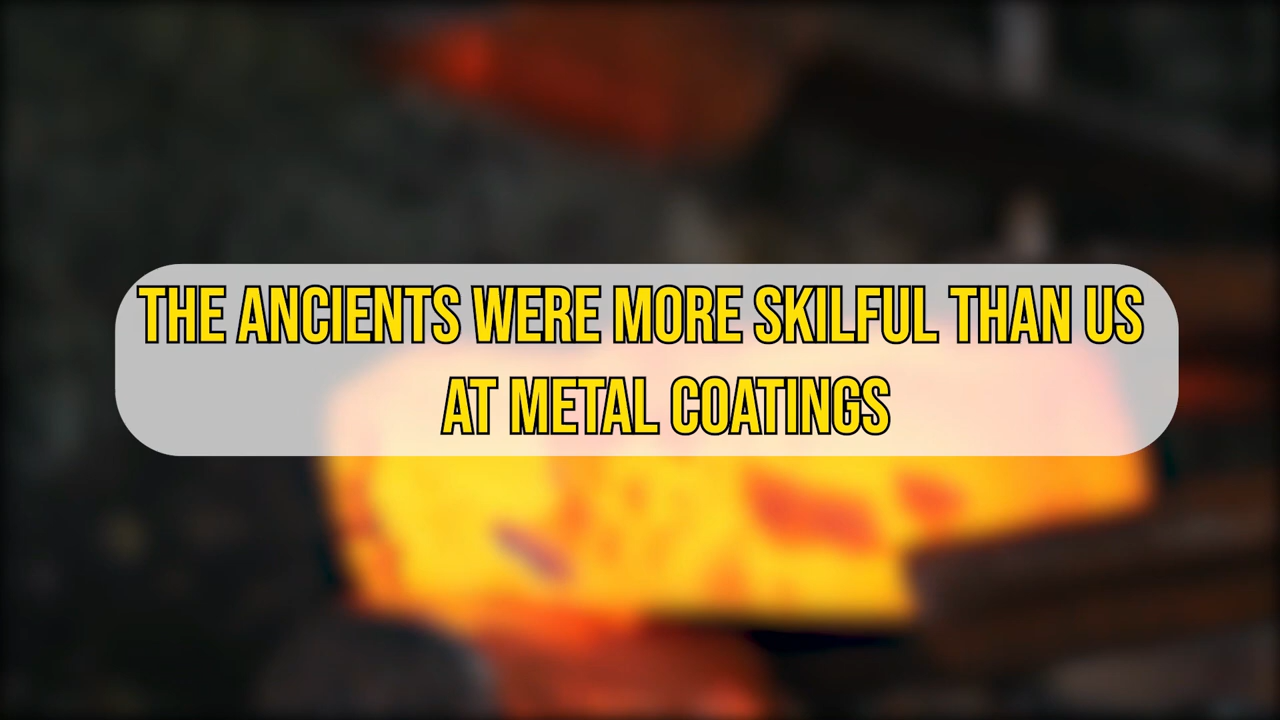 THE ANCIENTS WERE MORE SKILFUL THAN US
AT METAL COATINGS